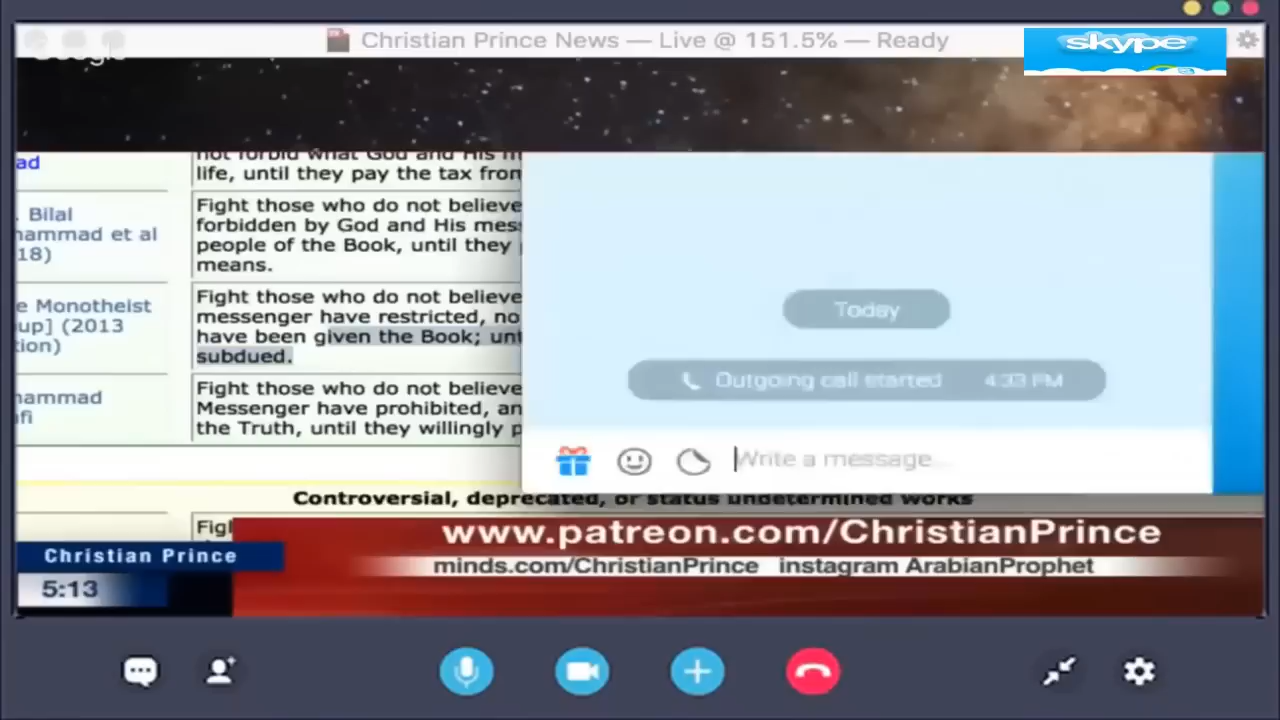 Christian Prince News — Live @ 151.5% — Ready
skype
Google
ad
not forbid what God and His
life, until they pay the tax from
. Bilal
hammad et al
18)
Fight those who do not believe
forbidden by God and His mes
people of the Book, until they
means.
e Monotheist
up] (2013
tion)
Fight those who do not believe
messenger have restricted, no
have been given the Book; unt
subdued.
ammad
fi
Fight those who do not believe
Messenger have prohibited, an
the Truth, until they willingly p
Today
Outgoing call started 4:33 PM
Write a message...
Controversial, deprecated, or status undetermined works
Figl
www.patreon.com/ChristianPrince
minds.com/ChristianPrince instagram ArabianProphet
Christian Prince
5:13